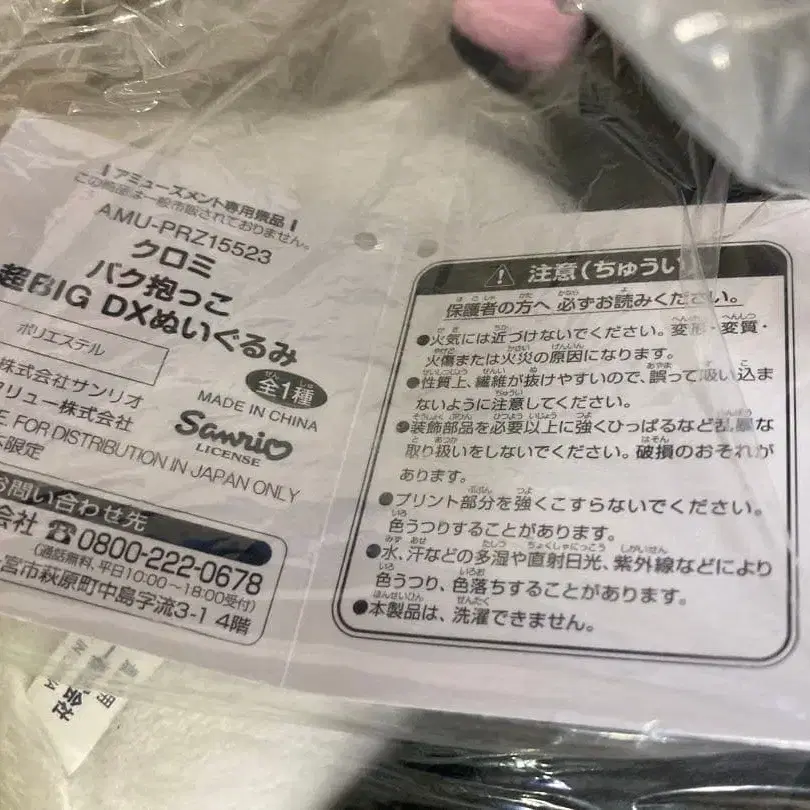 アミューズメント専用景品
この商品は一般市販されておりません。
AMU-PRZ15523
クロミ
バク抱っこ
超BIG DXぬいぐるみ
ポリエステル
全1種
株式会社サンリオ
MADE IN CHINA
リュー株式会社
Sanrio
LICENSE
FOR DISTRIBUTION IN JAPAN ONLY
限定
お問い合わせ先
会社 ☎0800-222-0678
(通話無料、平日10:00〜18:00受付)
宮市萩原町中島字流3-1 4階
注意(ちゅうい
保護者の方へ 必ずお読みください。
●火気には近づけないでください。変形・変質・
火傷または火災の原因になります。
●性質上、繊維が抜けやすいので、誤って吸い込ま
ないように注意してください。
●装飾部品を必要以上に強くひっぱるなど乱暴な
取り扱いをしないでください。破損のおそれが
あります。
●プリント部分を強くこすらないでください。
色うつりすることがあります。
●水、汗などの多湿や直射日光、紫外線などにより
色うつり、色落ちすることがあります。
●本製品は、洗濯できません。